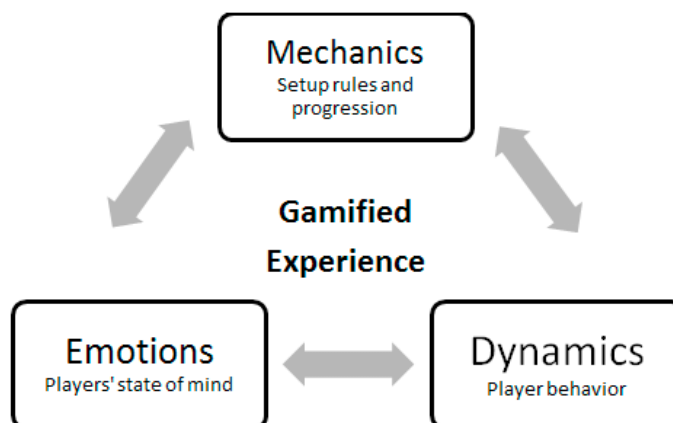 Mechanics
Setup rules and
progression
Gamified
Experience
Emotions
Players' state of mind
Dynamics
Player behavior